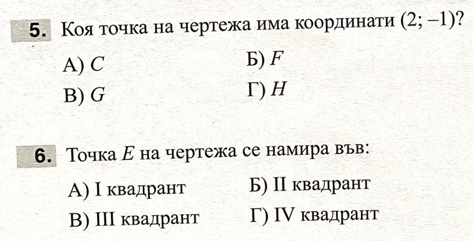 5. Коя точка на чертежа има координати (2; –1)?
А) C Б) F
В) G Г) H
6. Точка E на чертежа се намира във:
А) I квадрант Б) II квадрант
В) III квадрант Г) IV квадрант